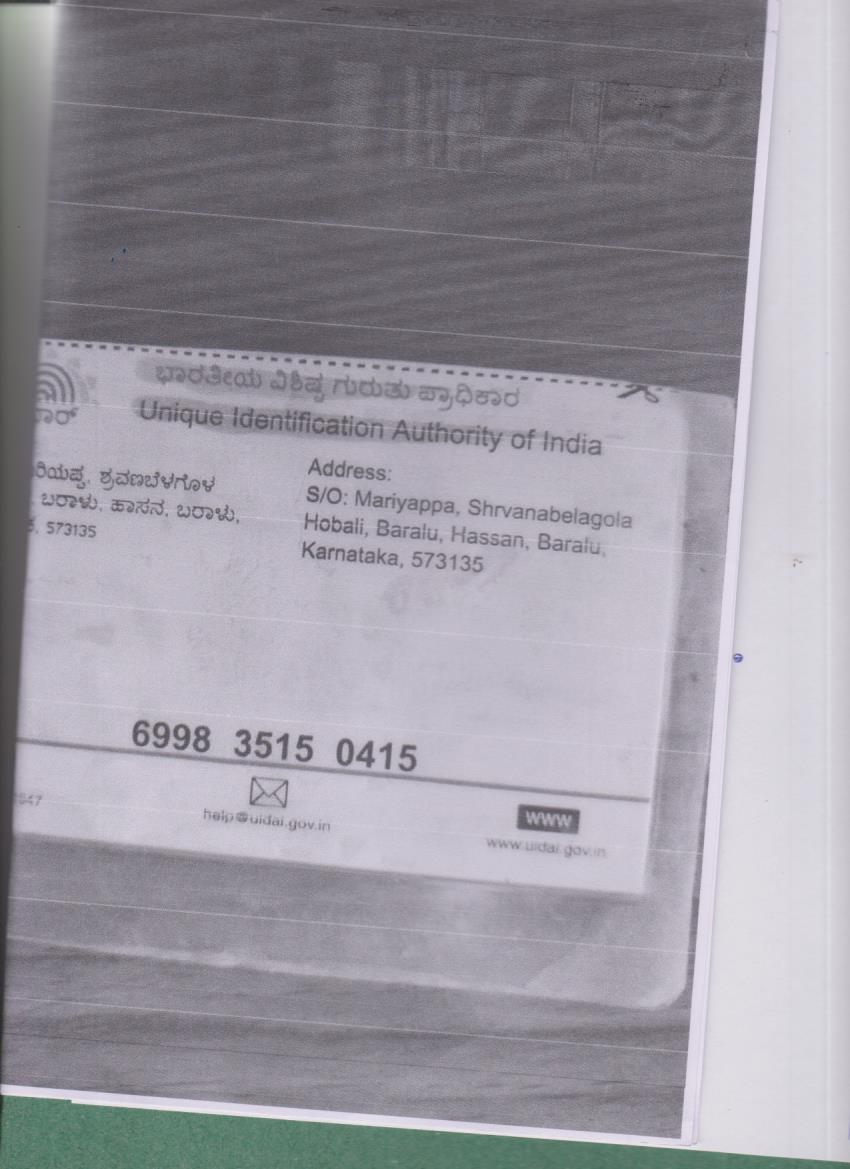 ಭಾರತೀಯ ವಿಶಿಷ್ಟ ಗುರುತು ಪ್ರಾಧಿಕಾರ
Unique Identification Authority of India
ಶ್ರವಣಬೆಳಗೊಳ
ಬರಾಳು, ಹಾಸನ, ಬರಾಳು,
573135
Address:
S/O: Mariyappa, Shrvanabelagola
Hobali, Baralu, Hassan, Baralu,
Karnataka, 573135
6998 3515 0415
help@uidai.gov.in
WWW
www.uidai.gov.in